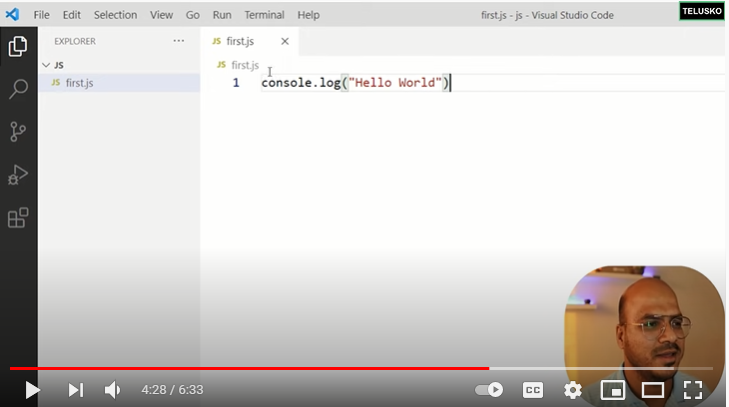 File Edit Selection View Go Run Terminal Help first.js - js - Visual Studio Code TELUSKO
EXPLORER ... JS first.js ×
JS JS first.js
JS first.js 1 console.log("Hello World")
4:28 / 6:33 CC